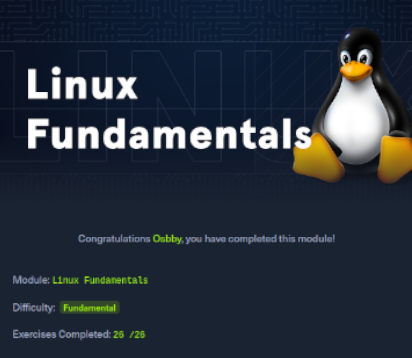 Linux
Fundamentals
Congratulations Osbby, you have completed this module!
Module: Linux Fundamentals
Difficulty: Fundamental
Exercises Completed: 26 /26